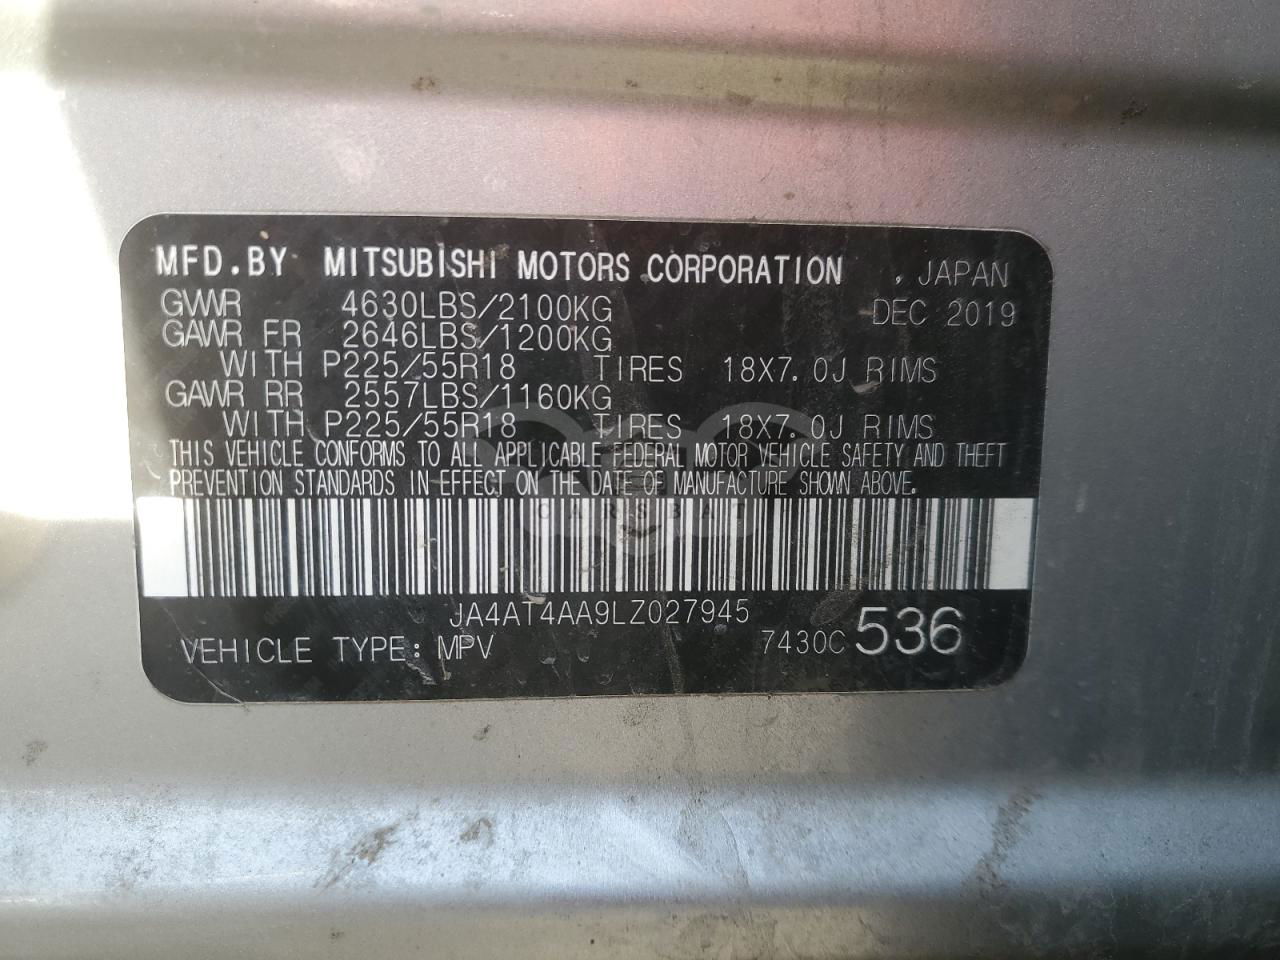 MFD.BY MITSUBISHI MOTORS CORPORATION , JAPAN
GVWR 4630LBS/2100KG DEC 2019
GAWR FR 2646LBS/1200KG
WITH P225/55R18 TIRES 18X7.0J RIMS
GAWR RR 2557LBS/1160KG
WITH P225/55R18 TIRES 18X7.0J RIMS
THIS VEHICLE CONFORMS TO ALL APPLICABLE FEDERAL MOTOR VEHICLE SAFETY AND THEFT
PREVENTION STANDARDS IN EFFECT ON THE DATE OF MANUFACTURE SHOWN ABOVE.
CARSBAT
JA4AT4AA9LZ027945
VEHICLE TYPE: MPV 7430C 536